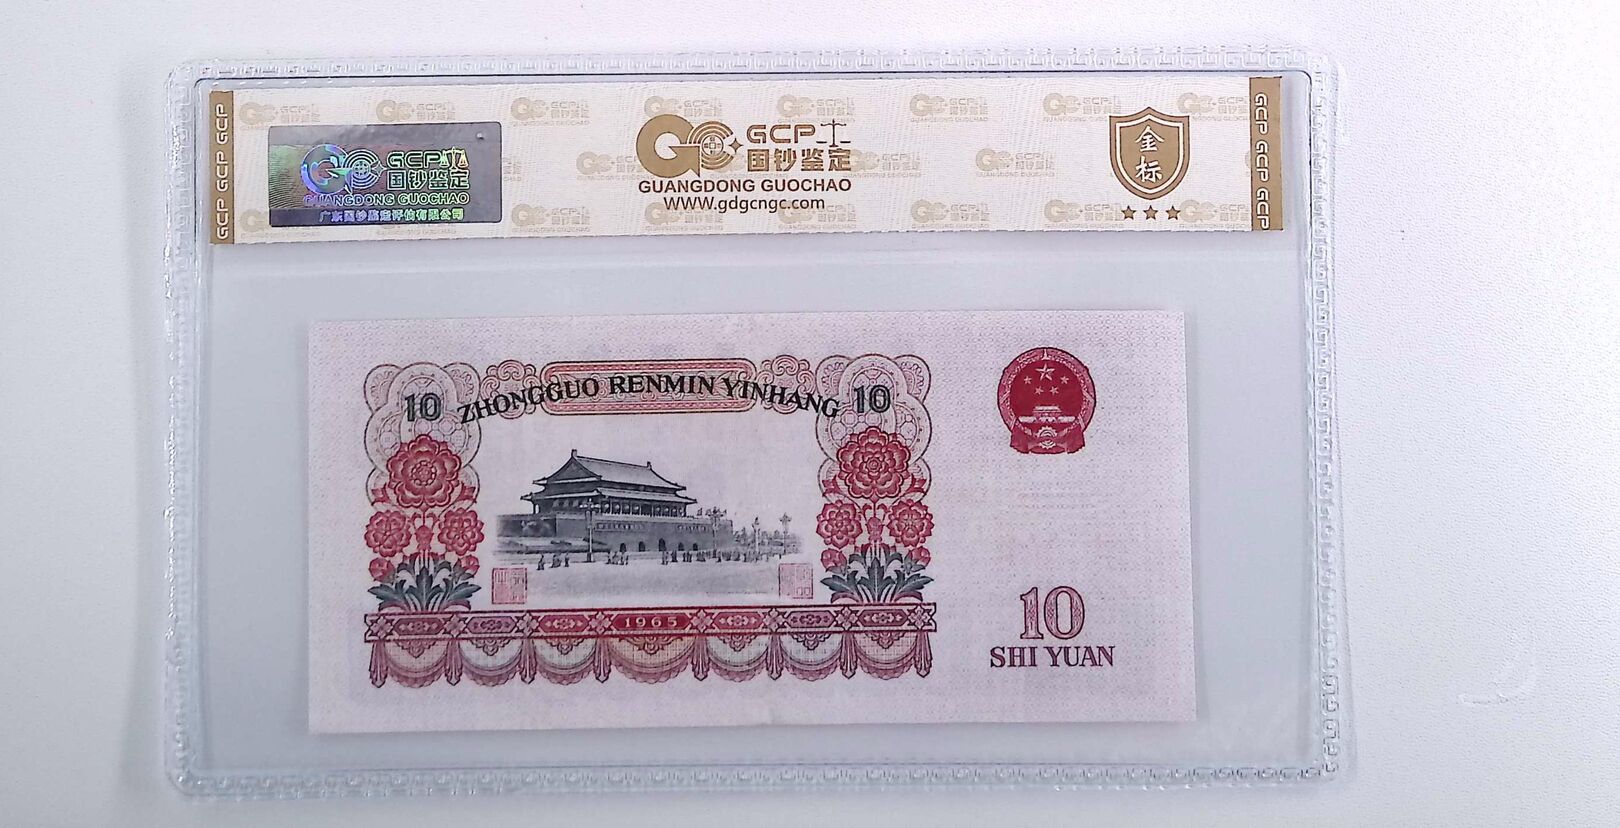 GCP GCP GCP
GCP
国钞鉴定
GUANGDONG GUOCHAO
广东国钞鉴定评估有限公司
GCP
国钞鉴定
GUANGDONG GUOCHAO
WWW.gdgcngc.com
金
标
GCP GCP GCP
10 ZHONGGUO RENMIN YINHANG 10
1965
10
SHI YUAN